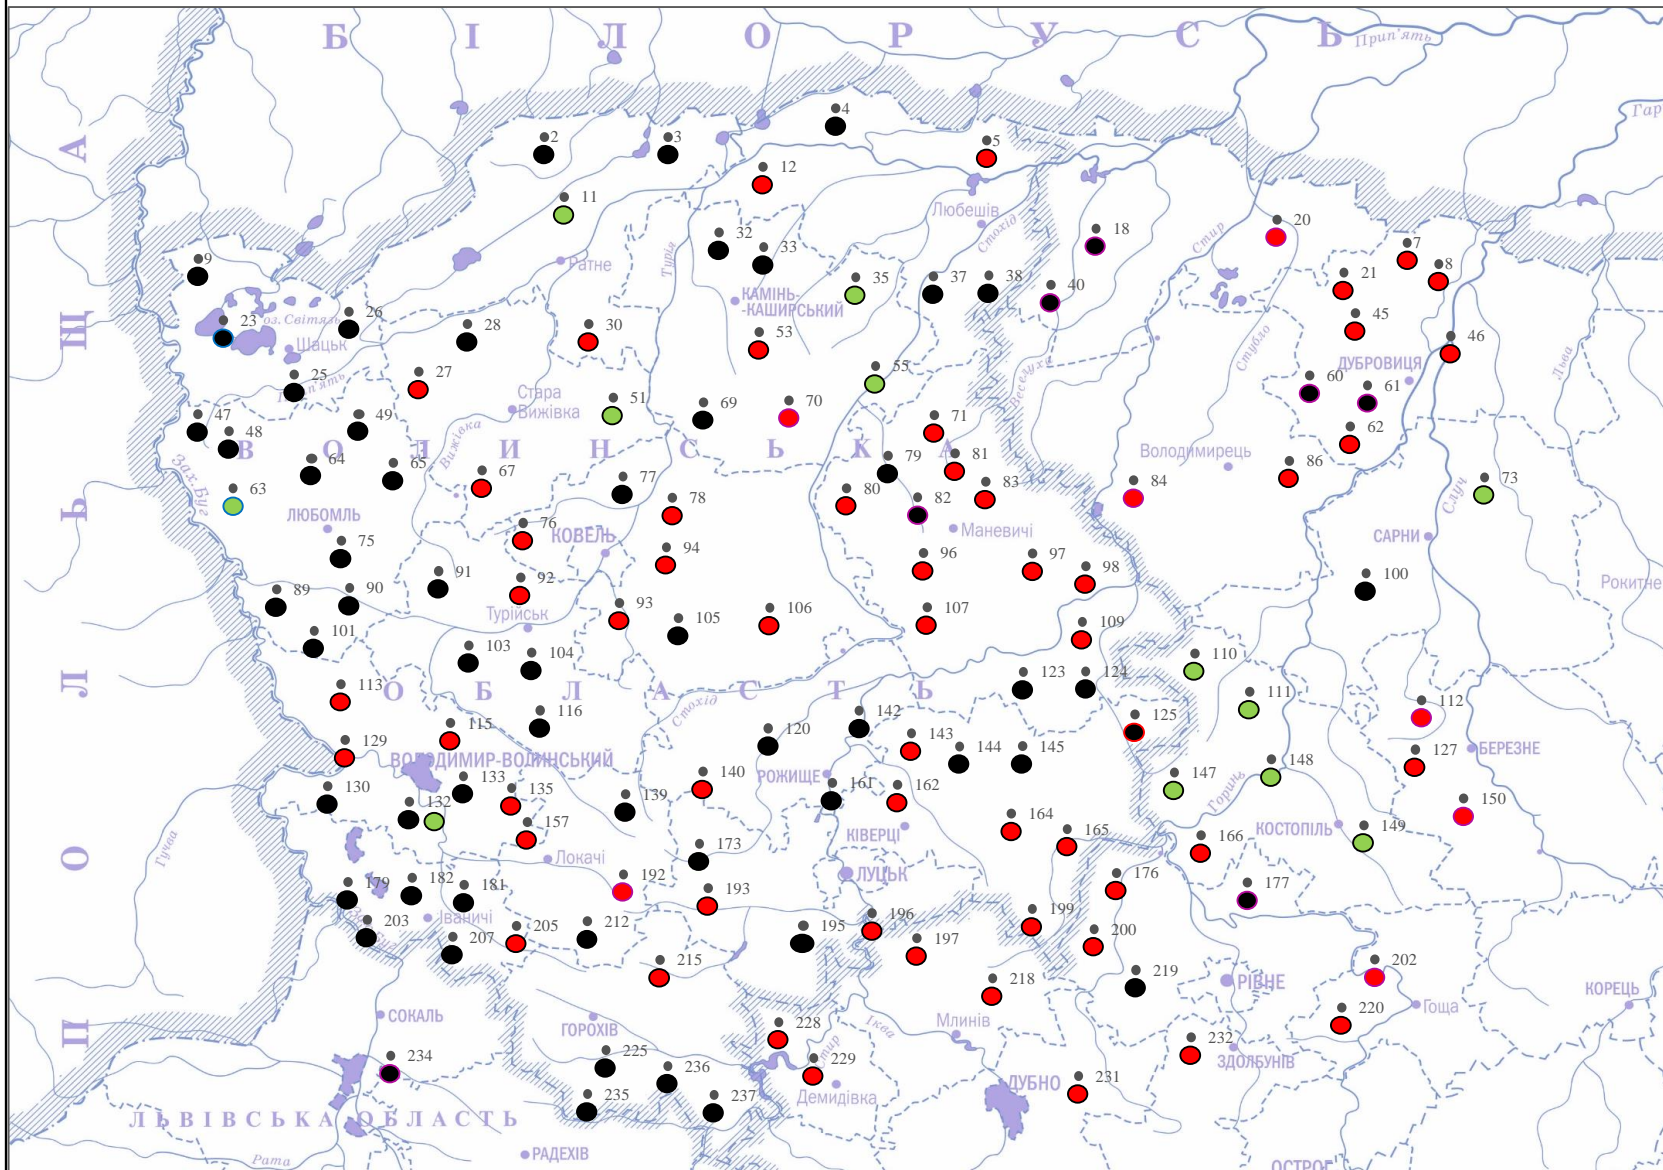 Б І Л О Р У С Ь
Прип'ять
Гар
4
2
3
5
12
А
11
Любешів
32
18
20
Стохід
Стир
7
33
9
Ратне
Турія
8
35
37
38
21
40
КАМІНЬ-
-КАШИРСЬКИЙ
23
оз.Світязь
26
28
30
45
Щ
46
Шацьк
53
Стубло
ДУБРОВИЦЯ
Льва
55
25
Прип'ять
27
60
61
Веселуха
Стара
Вижівка
51
47
49
69
70
71
48
62
В О Л И Н С Ь К А
Вижівка
Володимирець
64
65
67
77
79
81
86
73
Зах.Буг
63
78
80
82
83
84
Случ
Ь
ЛЮБОМЛЬ
76
КОВЕЛЬ
Маневичі
САРНИ
75
94
96
97
98
91
92
100
Рокитне
89
90
Турійськ
93
105
106
107
101
109
103
104
110
Л
113
О Б Л А С Т Ь
123
124
111
116
Стохід
112
115
142
125
120
129
143
144
145
БЕРЕЗНЕ
127
ВОЛОДИМИР-ВОЛИНСЬКИЙ
133
РОЖИЩЕ
148
130
135
140
161
162
147
Горинь
132
139
150
157
164
КОСТОПІЛЬ
Гучва
КІВЕРЦІ
165
166
149
О
Локачі
173
ЛУЦЬК
179
182
181
192
193
176
177
Зах.Буг
Іваничі
203
207
205
212
195
196
199
200
197
215
218
219
202
РІВНЕ
КОРЕЦЬ
СОКАЛЬ
ГОРОХІВ
228
Млинів
Іква
220
Гоща
П
234
225
236
229
Стир
232
ЗДОЛБУНІВ
235
237
Демидівка
ДУБНО
231
ЛЬВІВСЬКА ОБЛАСТЬ
РАДЕХІВ
Рата
ОСТРОГ